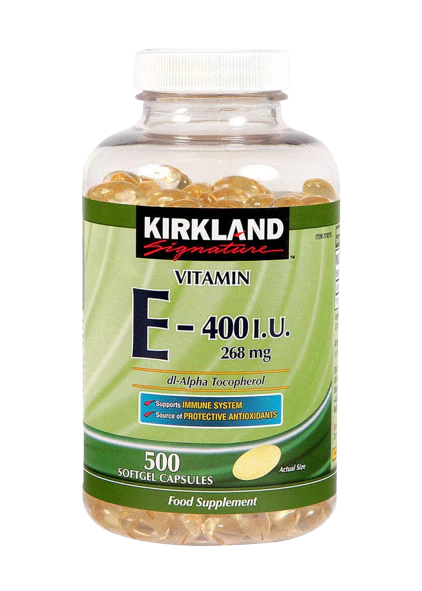 KIRKLAND
Signature™
VITAMIN
E - 400 I.U.
268 mg
dl-Alpha Tocopherol
Supports IMMUNE SYSTEM
Source of PROTECTIVE ANTIOXIDANTS
500
SOFTGEL CAPSULES
Actual Size
Food Supplement